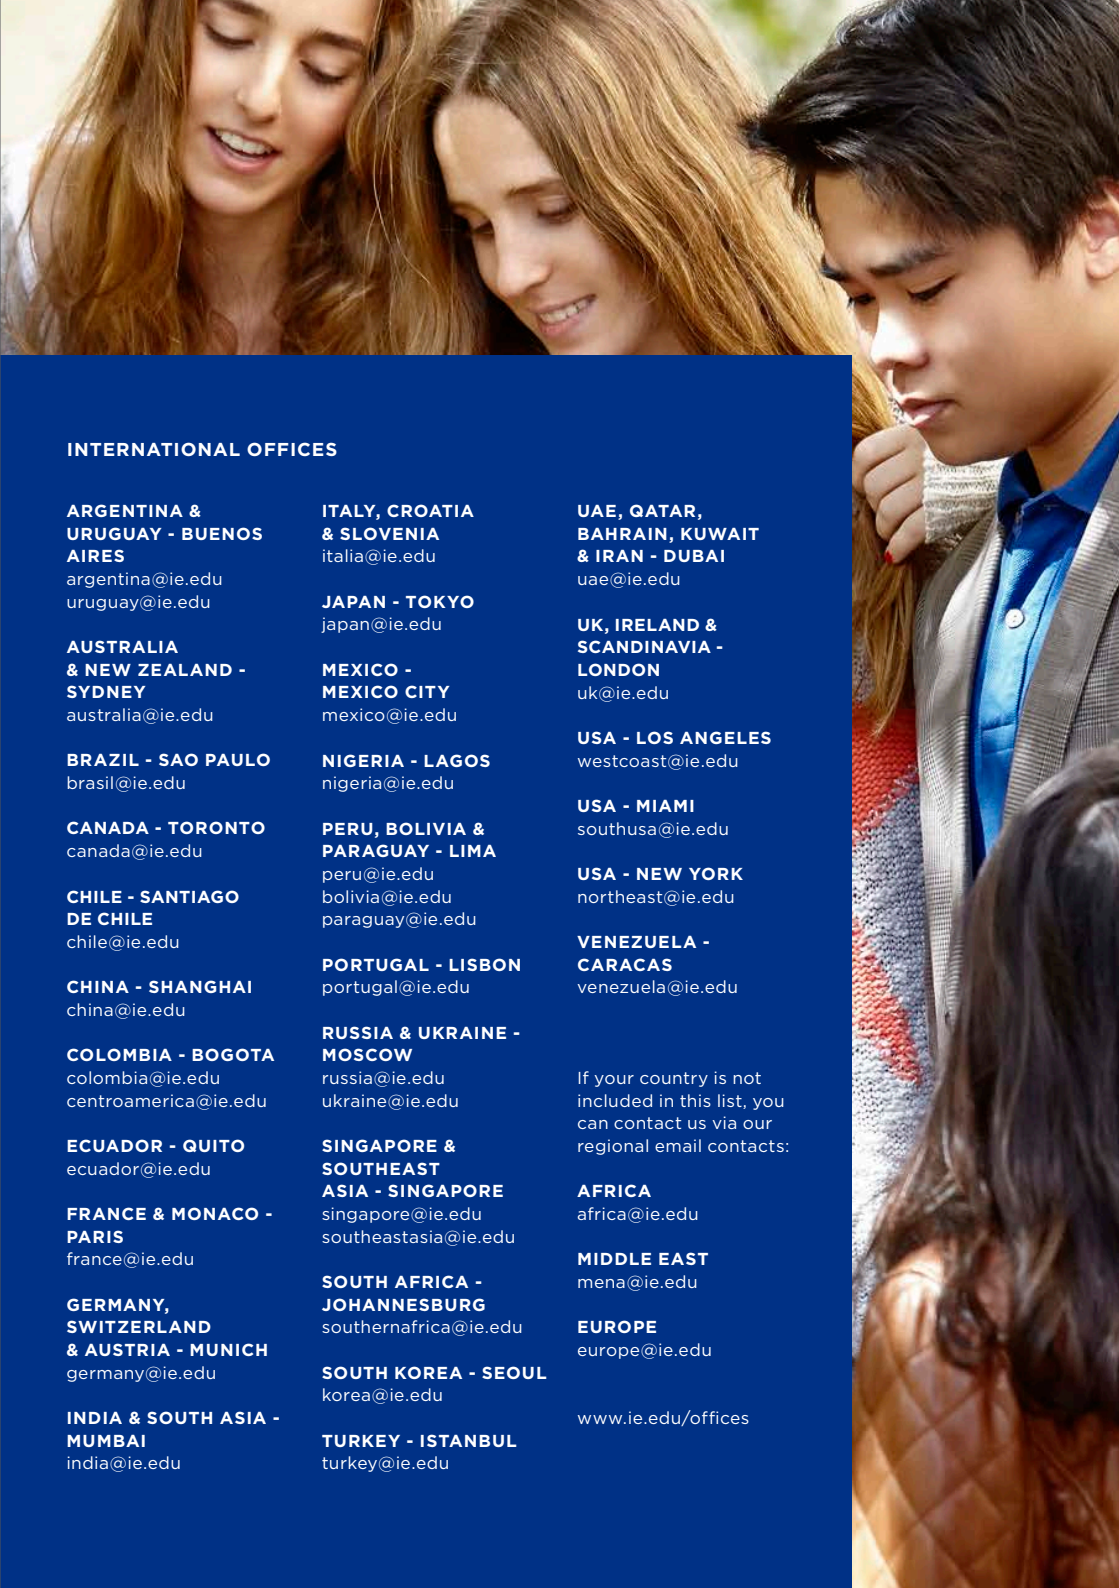 INTERNATIONAL OFFICES
ARGENTINA &
URUGUAY - BUENOS
AIRES
argentina@ie.edu
uruguay@ie.edu
AUSTRALIA
& NEW ZEALAND -
SYDNEY
australia@ie.edu
BRAZIL - SAO PAULO
brasil@ie.edu
CANADA - TORONTO
canada@ie.edu
CHILE - SANTIAGO
DE CHILE
chile@ie.edu
CHINA - SHANGHAI
china@ie.edu
COLOMBIA - BOGOTA
colombia@ie.edu
centroamerica@ie.edu
ECUADOR - QUITO
ecuador@ie.edu
FRANCE & MONACO -
PARIS
france@ie.edu
GERMANY,
SWITZERLAND
& AUSTRIA - MUNICH
germany@ie.edu
INDIA & SOUTH ASIA -
MUMBAI
india@ie.edu
ITALY, CROATIA
& SLOVENIA
italia@ie.edu
JAPAN - TOKYO
japan@ie.edu
MEXICO -
MEXICO CITY
mexico@ie.edu
NIGERIA - LAGOS
nigeria@ie.edu
PERU, BOLIVIA &
PARAGUAY - LIMA
peru@ie.edu
bolivia@ie.edu
paraguay@ie.edu
PORTUGAL - LISBON
portugal@ie.edu
RUSSIA & UKRAINE -
MOSCOW
russia@ie.edu
ukraine@ie.edu
SINGAPORE &
SOUTHEAST
ASIA - SINGAPORE
singapore@ie.edu
southeastasia@ie.edu
SOUTH AFRICA -
JOHANNESBURG
southernafrica@ie.edu
SOUTH KOREA - SEOUL
korea@ie.edu
TURKEY - ISTANBUL
turkey@ie.edu
UAE, QATAR,
BAHRAIN, KUWAIT
& IRAN - DUBAI
uae@ie.edu
UK, IRELAND &
SCANDINAVIA -
LONDON
uk@ie.edu
USA - LOS ANGELES
westcoast@ie.edu
USA - MIAMI
southusa@ie.edu
USA - NEW YORK
northeast@ie.edu
VENEZUELA -
CARACAS
venezuela@ie.edu
If your country is not
included in this list, you
can contact us via our
regional email contacts:
AFRICA
africa@ie.edu
MIDDLE EAST
mena@ie.edu
EUROPE
europe@ie.edu
www.ie.edu/offices